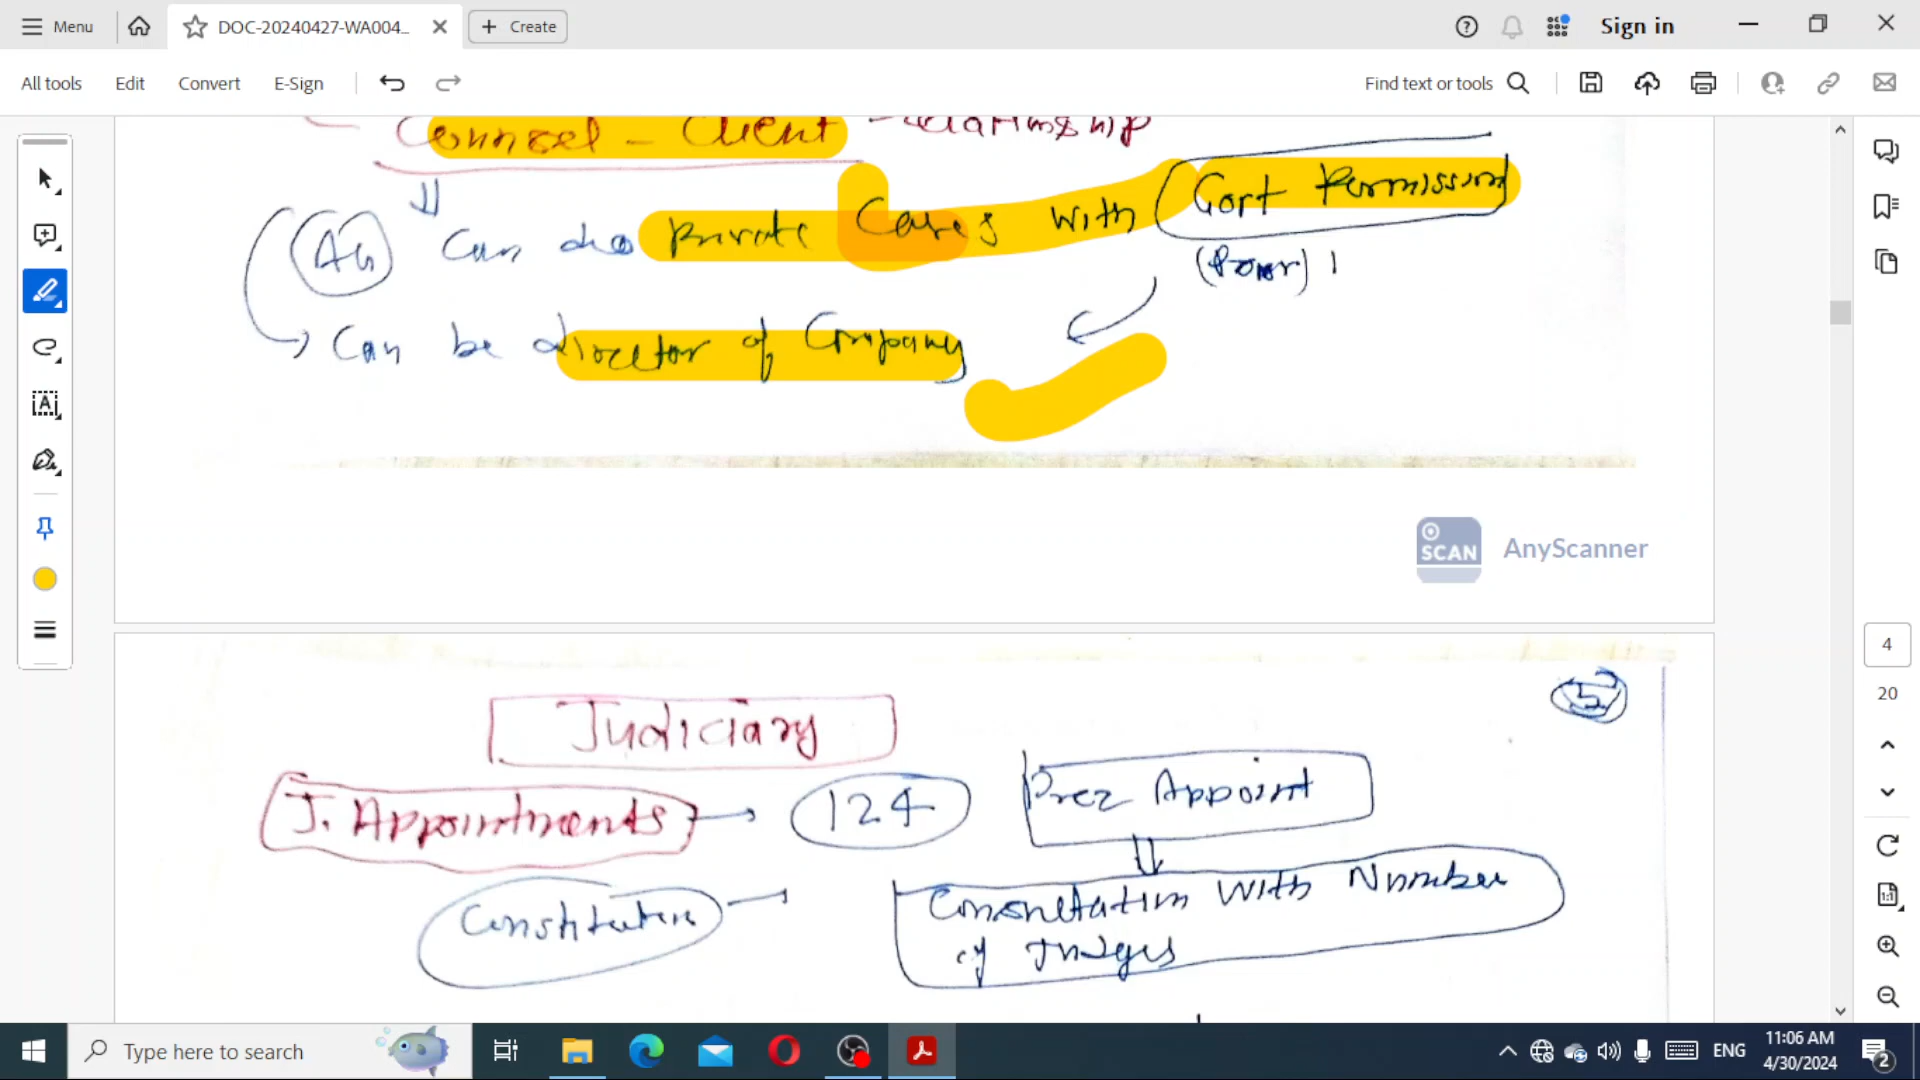 Menu
DOC-20240427-WA004...
Create
Sign in
All tools
Edit
Convert
E-Sign
Find text or tools
Counsel - Client - relationship
AG Can do Private Cases with Govt Permission
(Power)
Can be director of Company
SCAN
AnyScanner
5
Judiciary
J. Appointments → 124
Prez Appoint
Constitution
Consultation with Number
of Judges
4
20
Type here to search
ENG
11:06 AM
4/30/2024
2